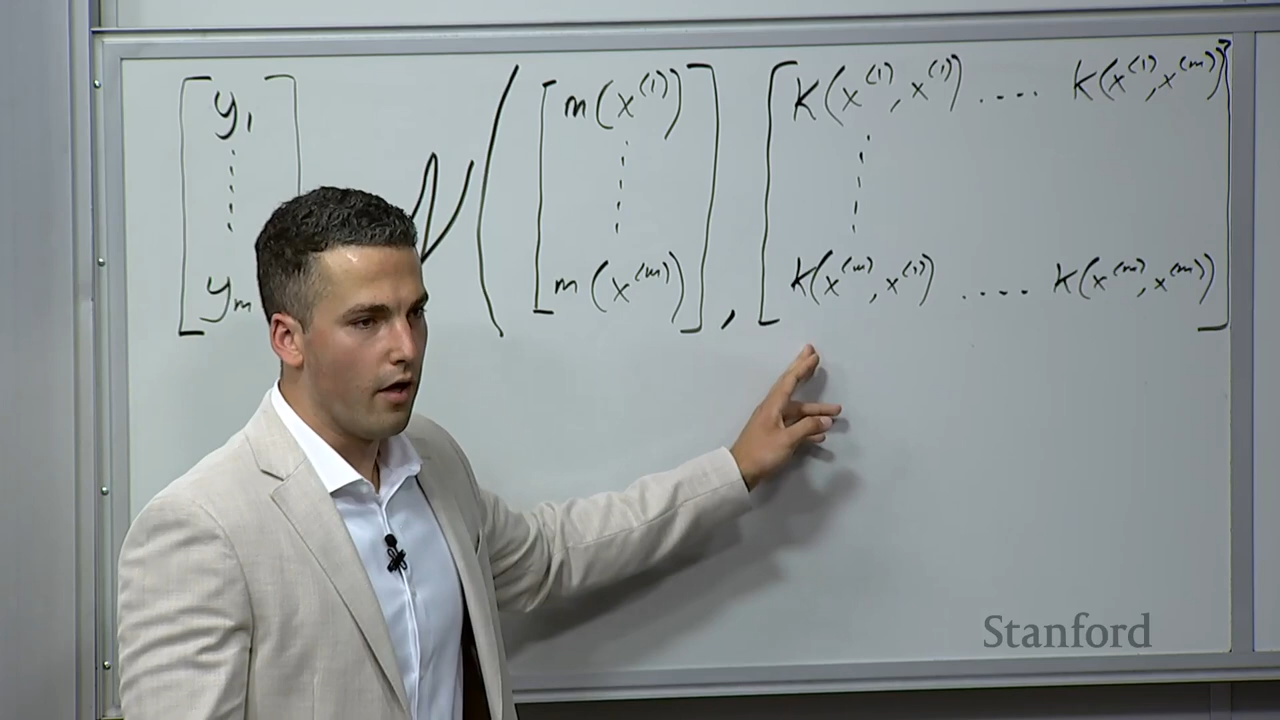 y₁ m(x⁽¹⁾) K(x⁽¹⁾, x⁽¹⁾) .... K(x⁽¹⁾, x⁽ᵐ⁾)
yₘ N m(x⁽ᵐ⁾) , K(x⁽ᵐ⁾, x⁽¹⁾) .... K(x⁽ᵐ⁾, x⁽ᵐ⁾)
Stanford